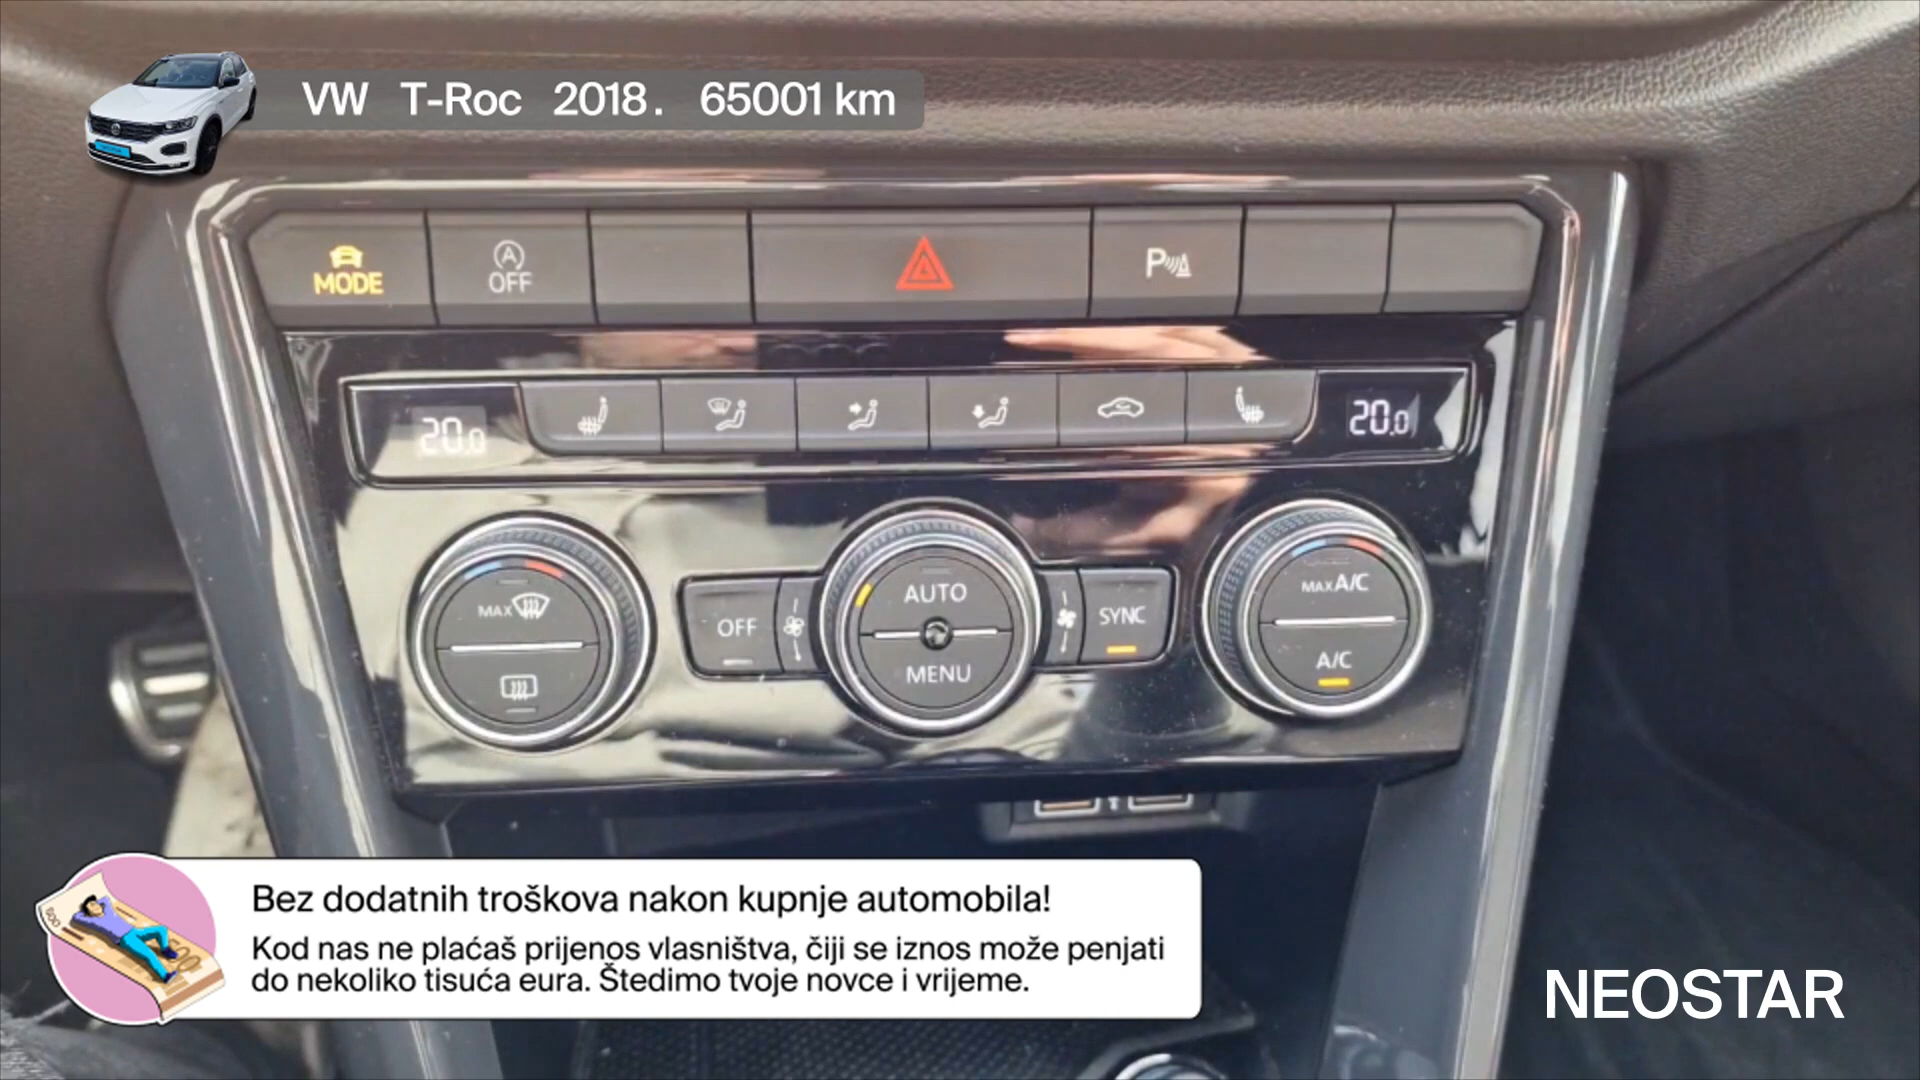 VW T-Roc 2018. 65001 km
MODE
A
OFF
P
20.0
20.0
MAX
AUTO
MENU
OFF
SYNC
MAX A/C
A/C
Bez dodatnih troškova nakon kupnje automobila!
Kod nas ne plaćaš prijenos vlasništva, čiji se iznos može penjati
do nekoliko tisuća eura. Štedimo tvoje novce i vrijeme.
NEOSTAR